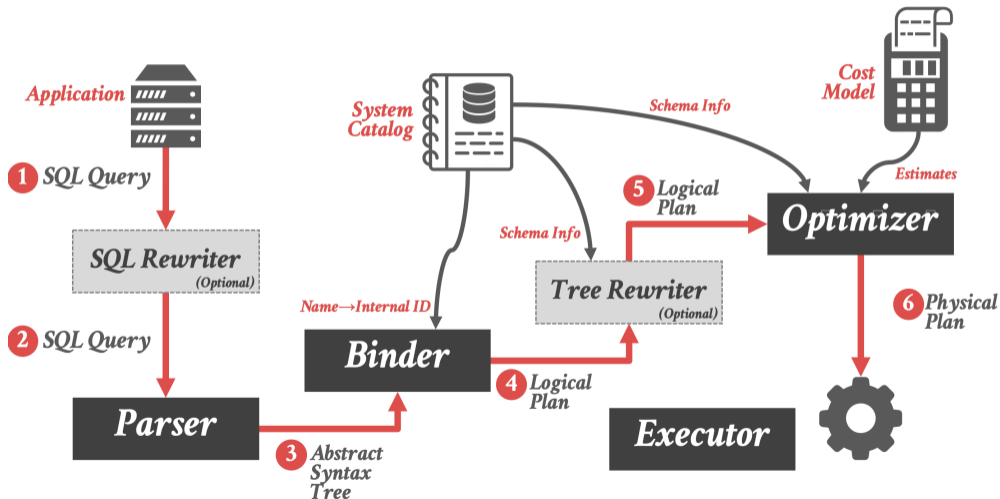 Application
1 SQL Query
SQL Rewriter
(Optional)
2 SQL Query
Parser
3 Abstract
Syntax
Tree
System
Catalog
Name→Internal ID
Binder
4 Logical
Plan
Schema Info
Tree Rewriter
(Optional)
5 Logical
Plan
Schema Info
Cost
Model
Estimates
Optimizer
6 Physical
Plan
Executor